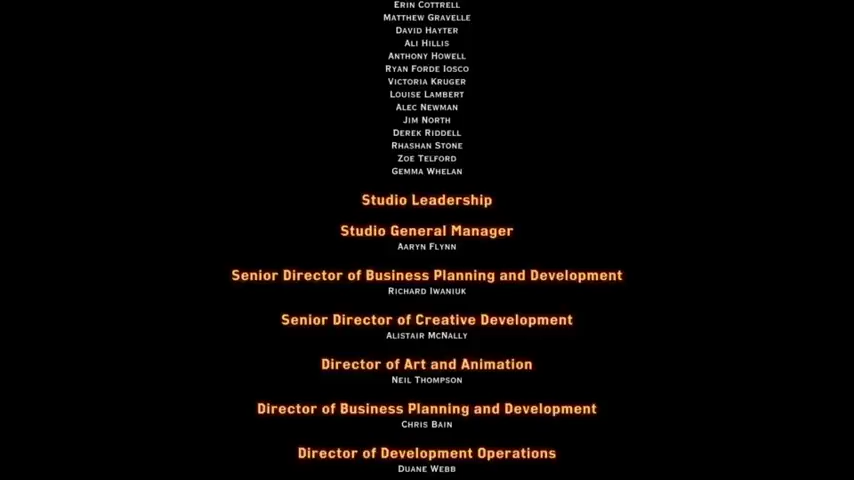 Erin Cottrell
Matthew Gravelle
David Hayter
Ali Hillis
Anthony Howell
Ryan Forde Iosco
Victoria Kruger
Louise Lambert
Alec Newman
Jim North
Derek Riddell
Rhashan Stone
Zoe Telford
Gemma Whelan
Studio Leadership
Studio General Manager
Aaryn Flynn
Senior Director of Business Planning and Development
Richard Iwaniuk
Senior Director of Creative Development
Alistair McNally
Director of Art and Animation
Neil Thompson
Director of Business Planning and Development
Chris Bain
Director of Development Operations
Duane Webb